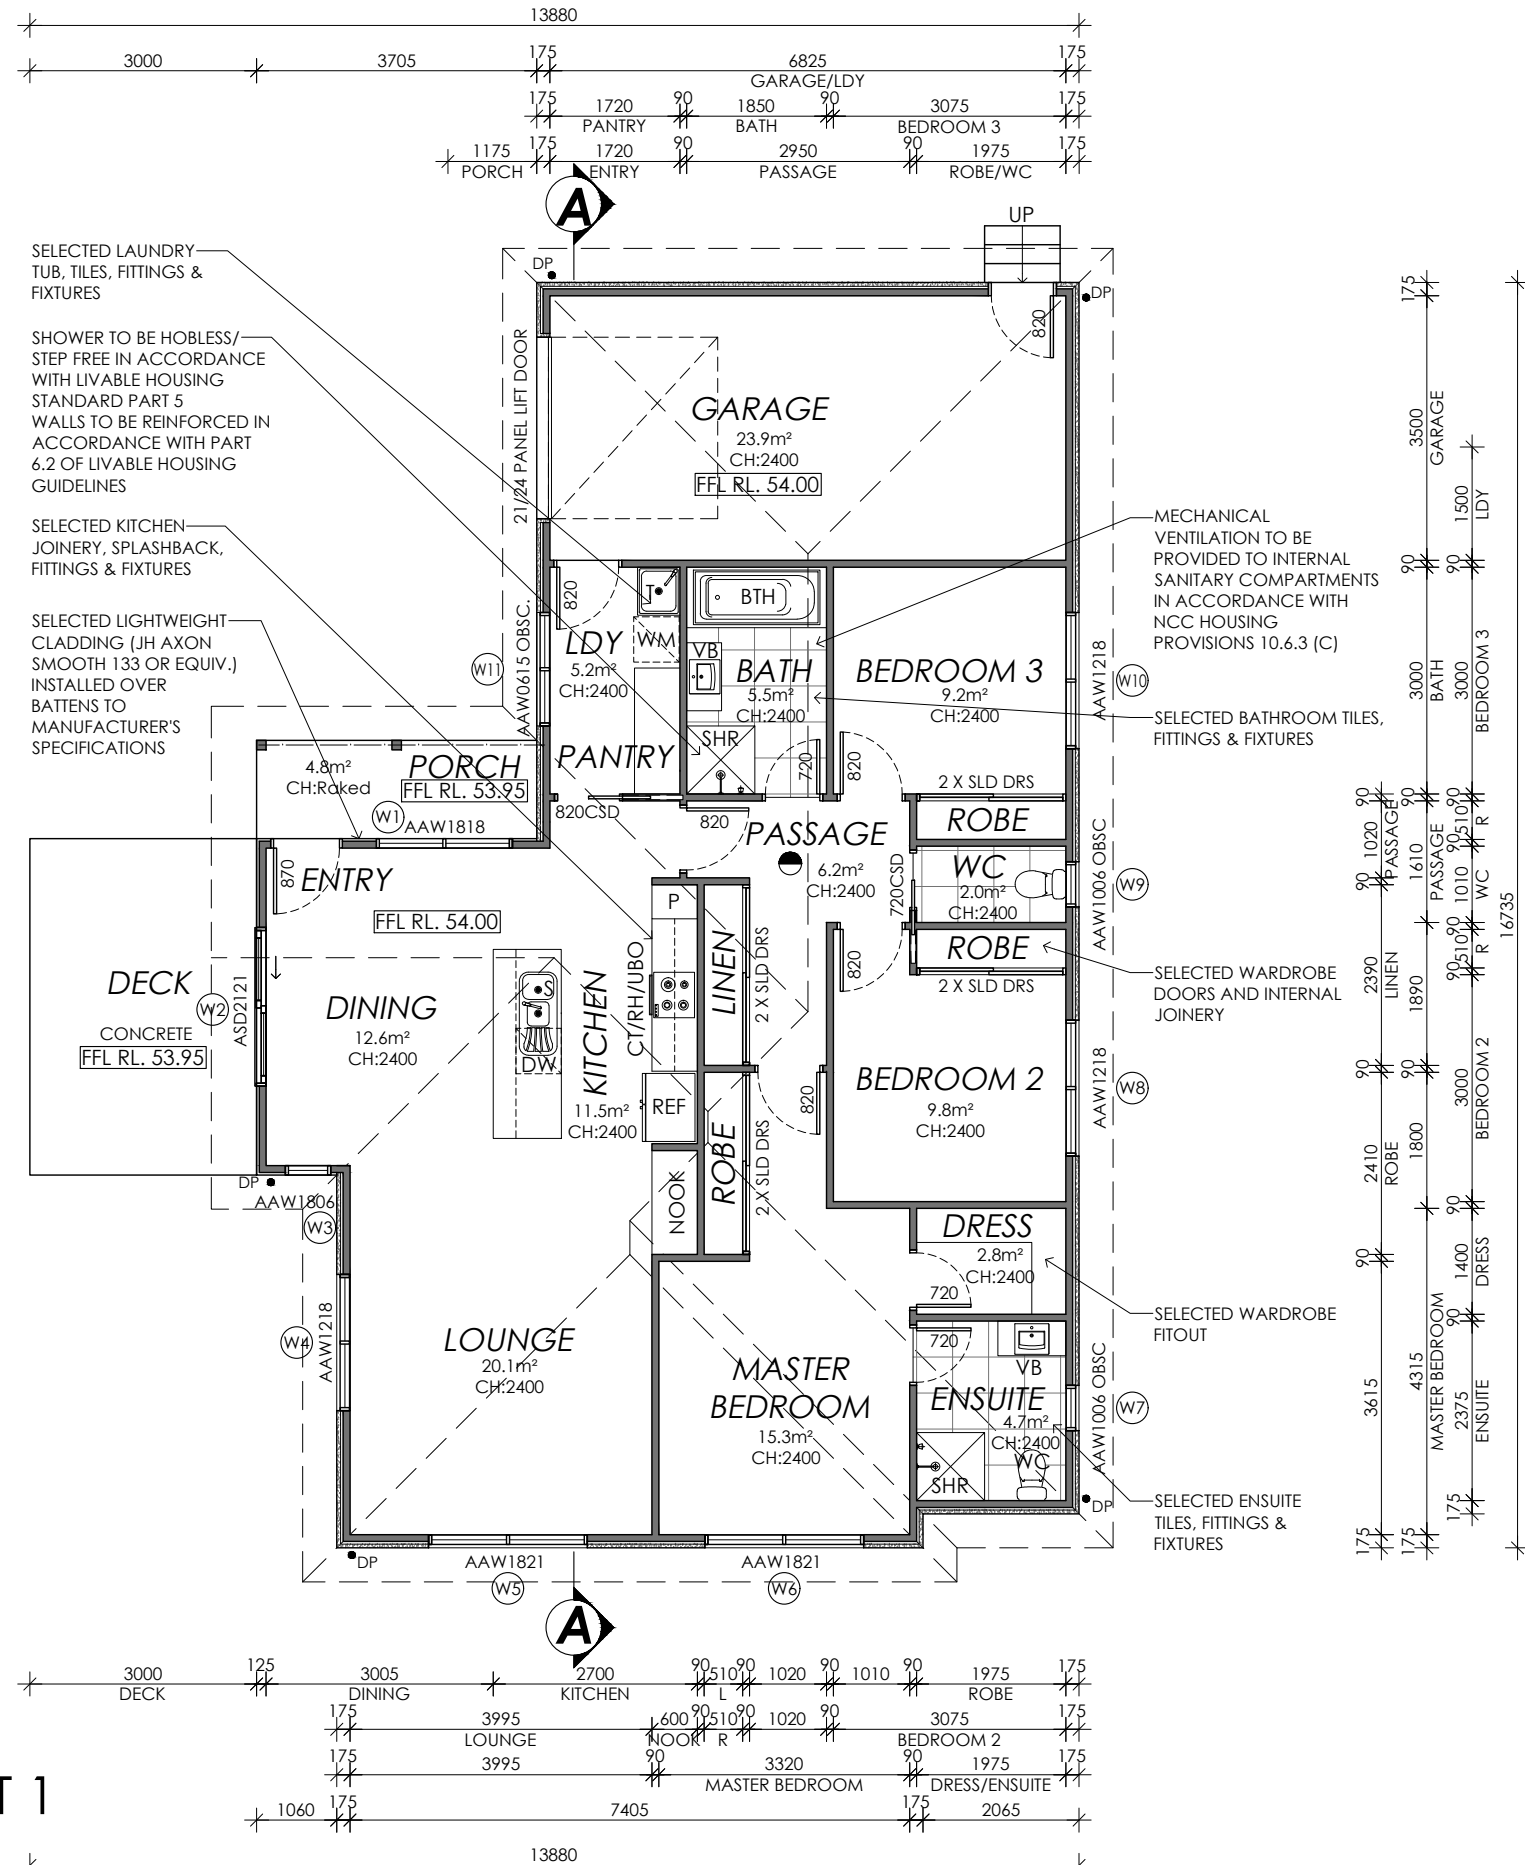 13880
3000
3705
175
6825
175
GARAGE/LDY
175
1720
90
1850
90
3075
175
PANTRY
BATH
BEDROOM 3
1175
175
1720
90
2950
90
1975
175
PORCH
ENTRY
PASSAGE
ROBE/WC
A
UP
SELECTED LAUNDRY
TUB, TILES, FITTINGS &
FIXTURES
SHOWER TO BE HOBLESS/
STEP FREE IN ACCORDANCE
WITH LIVABLE HOUSING
STANDARD PART 5
WALLS TO BE REINFORCED IN
ACCORDANCE WITH PART
6.2 OF LIVABLE HOUSING
GUIDELINES
SELECTED KITCHEN
JOINERY, SPLASHBACK,
FITTINGS & FIXTURES
SELECTED LIGHTWEIGHT
CLADDING (JH AXON
SMOOTH 133 OR EQUIV.)
INSTALLED OVER
BATTENS TO
MANUFACTURER'S
SPECIFICATIONS
DP
DP
820
21/24 PANEL LIFT DOOR
GARAGE
23.9m²
CH:2400
FFL RL. 54.00
MECHANICAL
VENTILATION TO BE
PROVIDED TO INTERNAL
SANITARY COMPARTMENTS
IN ACCORDANCE WITH
NCC HOUSING
PROVISIONS 10.6.3 (C)
SELECTED BATHROOM TILES,
FITTINGS & FIXTURES
820
T
BTH
LDY
5.2m²
CH:2400
WM
VB
BATH
5.5m²
CH:2400
BEDROOM 3
9.2m²
CH:2400
W11
AAW0615 OBSC.
AAW1218
W10
SHR
PANTRY
720
820
2 X SLD DRS
4.8m²
CH:Raked
PORCH
FFL RL. 53.95
W1
AAW1818
820CSD
820
PASSAGE
6.2m²
CH:2400
ROBE
WC
2.0m²
CH:2400
720CSD
AAW1006 OBSC
W9
870
ENTRY
FFL RL. 54.00
P
LINEN
2 X SLD DRS
820
ROBE
2 X SLD DRS
SELECTED WARDROBE
DOORS AND INTERNAL
JOINERY
DECK
CONCRETE
FFL RL. 53.95
W2
ASD2121
DINING
12.6m²
CH:2400
S
DW
KITCHEN
11.5m²
CH:2400
CT/RH/UBO
REF
820
BEDROOM 2
9.8m²
CH:2400
AAW1218
W8
ROBE
2 X SLD DRS
NOOK
DP
AAW1806
W3
DRESS
2.8m²
CH:2400
720
SELECTED WARDROBE
FITOUT
W4
AAW1218
LOUNGE
20.1m²
CH:2400
MASTER
BEDROOM
15.3m²
CH:2400
720
VB
ENSUITE
4.7m²
CH:2400
WC
SHR
AAW1006 OBSC
W7
DP
SELECTED ENSUITE
TILES, FITTINGS &
FIXTURES
DP
AAW1821
W5
AAW1821
W6
A
175
3500
GARAGE
1500
LDY
90
90
3000
BATH
3000
BEDROOM 3
90
90
90
1020
PASSAGE
1610
PASSAGE
510
R
90
1010
WC
90
90
510
R
90
2390
LINEN
1890
16735
90
90
3000
BEDROOM 2
2410
ROBE
1800
90
90
1400
DRESS
90
3615
4315
MASTER BEDROOM
2375
ENSUITE
175
175
175
3000
125
3005
2700
90
510
90
1020
90
1010
90
1975
175
DECK
DINING
KITCHEN
L
ROBE
175
3995
600
90
510
90
1020
90
3075
175
LOUNGE
NOOK
R
BEDROOM 2
175
3995
90
3320
90
1975
175
MASTER BEDROOM
DRESS/ENSUITE
1060
175
7405
175
2065
T 1
13880